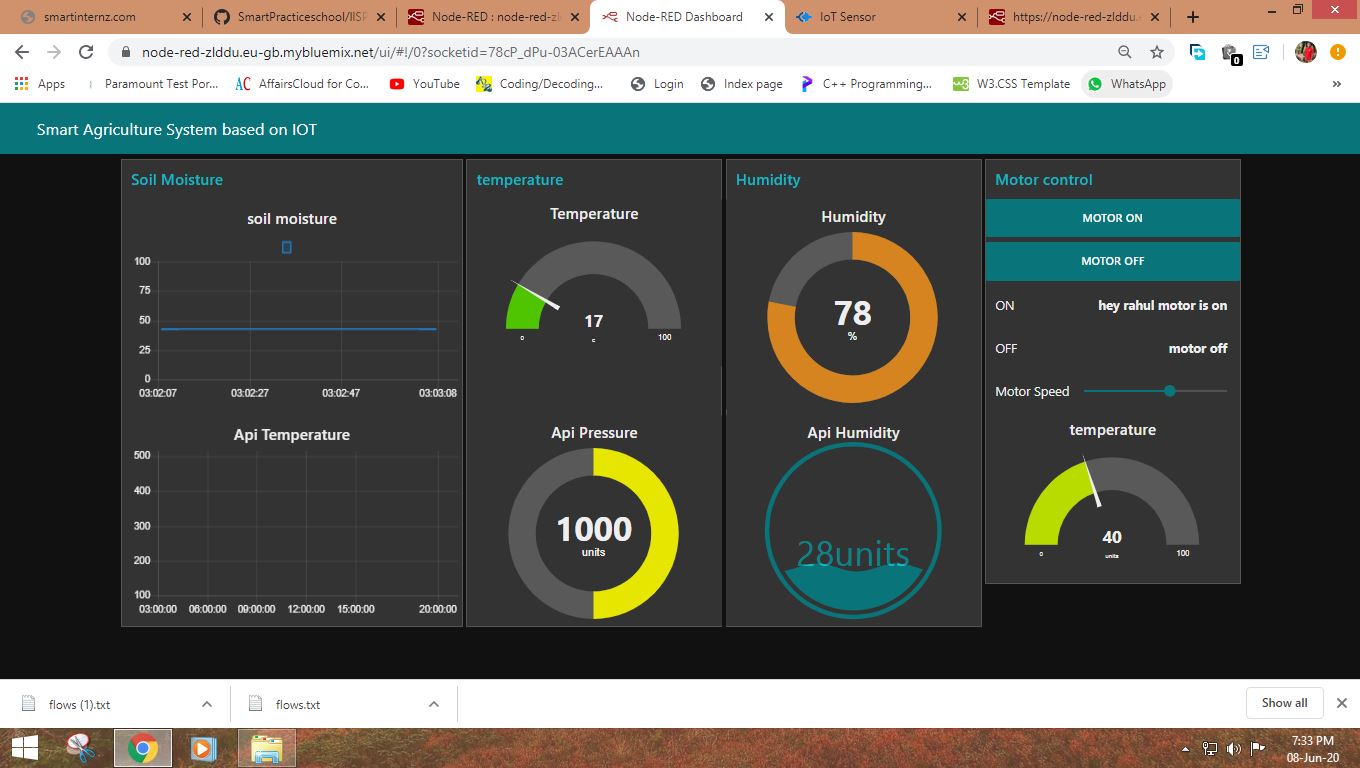 smartinternz.com
SmartPracticeschool/IISP
Node-RED : node-red-zl
Node-RED Dashboard
IoT Sensor
https://node-red-zlddu.
node-red-zlddu.eu-gb.mybluemix.net/ui/#!/0?socketid=78cP_dPu-03ACerEAAAn
0
Apps
Paramount Test Por...
AC AffairsCloud for Co...
YouTube
Coding/Decoding...
Login
Index page
C++ Programming...
W3.CSS Template
WhatsApp
Smart Agriculture System based on IOT
Soil Moisture
soil moisture
100
75
50
25
0
03:02:07 03:02:27 03:02:47 03:03:08
Api Temperature
500
400
300
200
100
03:00:00 06:00:00 09:00:00 12:00:00 15:00:00 20:00:00
temperature
Temperature
17
0 c 100
Api Pressure
1000
units
Humidity
Humidity
78
%
Api Humidity
28units
Motor control
MOTOR ON
MOTOR OFF
ON hey rahul motor is on
OFF motor off
Motor Speed
temperature
40
0 units 100
flows (1).txt
flows.txt
Show all
7:33 PM
08-Jun-20